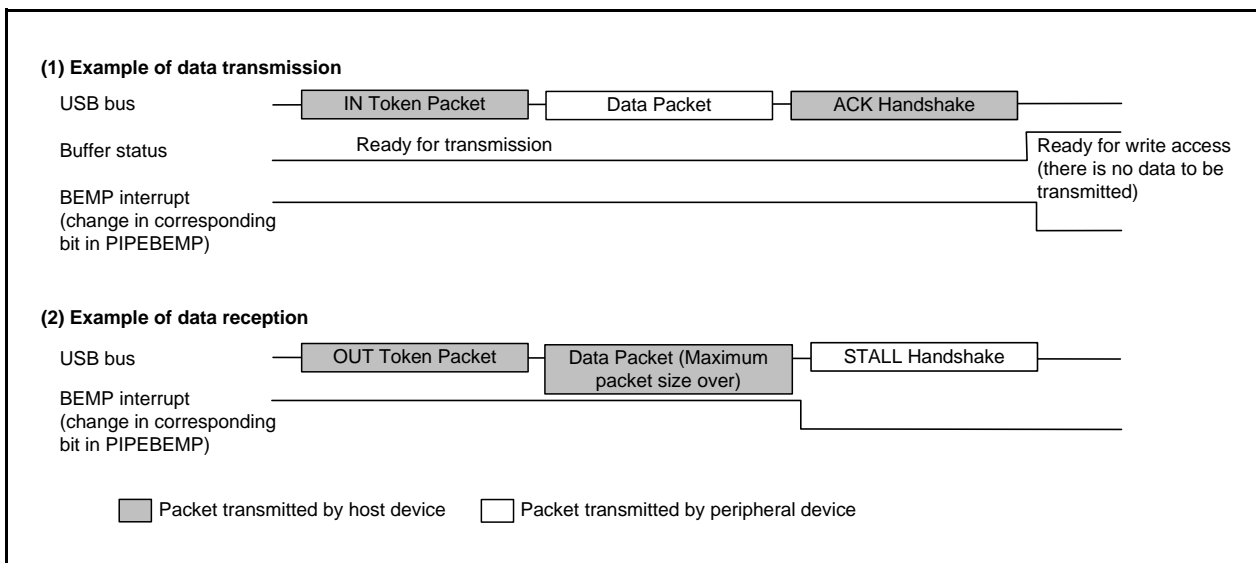 (1) Example of data transmission
USB bus
IN Token Packet
Data Packet
ACK Handshake
Buffer status
Ready for transmission
Ready for write access
(there is no data to be
transmitted)
BEMP interrupt
(change in corresponding
bit in PIPEBEMP)
(2) Example of data reception
USB bus
OUT Token Packet
Data Packet (Maximum
packet size over)
STALL Handshake
BEMP interrupt
(change in corresponding
bit in PIPEBEMP)
Packet transmitted by host device
Packet transmitted by peripheral device